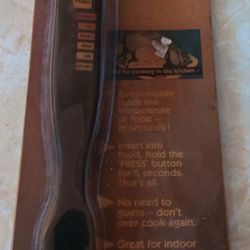 for cooking in the kitchen –
Electronically
reads the
temperature
of food –
in seconds!
Insert into
food, hold the
'PRESS' button
for 5 seconds.
That's all.
No need to
guess – don't
over cook again.
Great for indoor